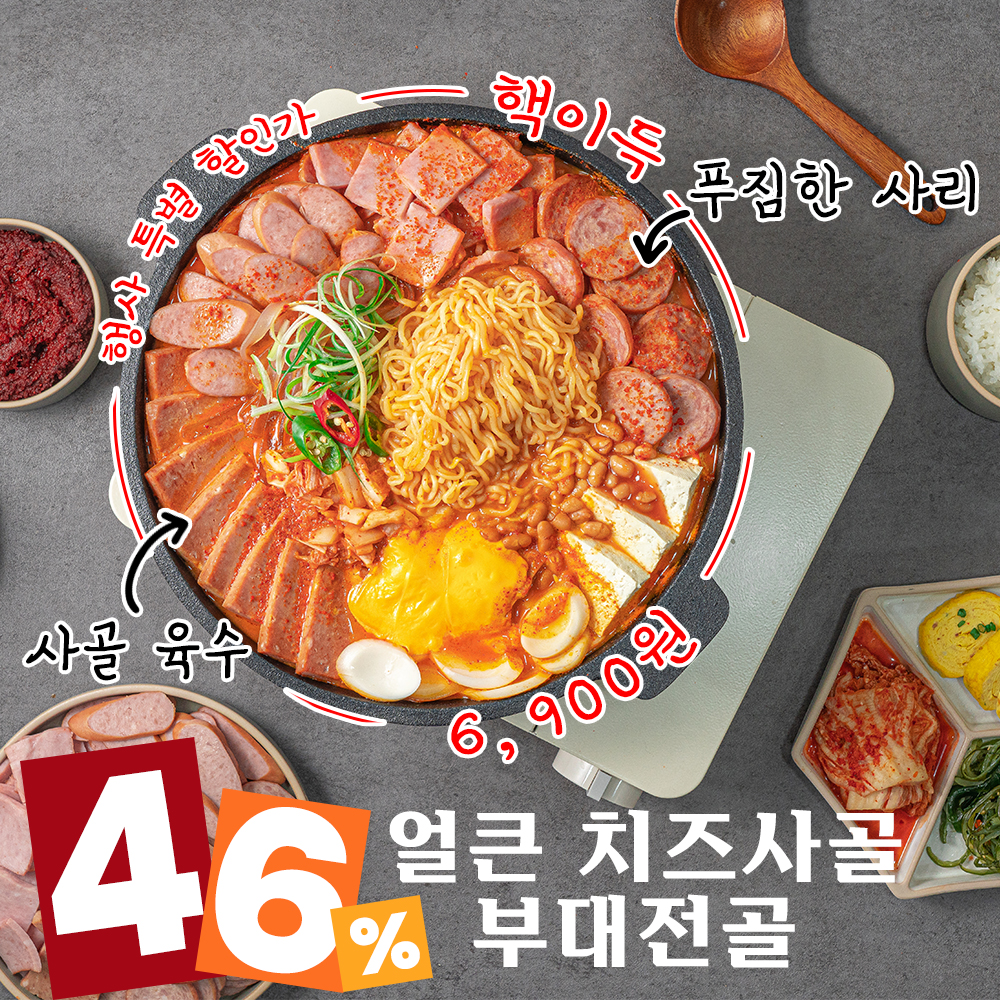 핵이득
행사 특별 할인가
푸짐한 사리
사골 육수
6,900원
46%
얼큰 치즈사골
부대전골